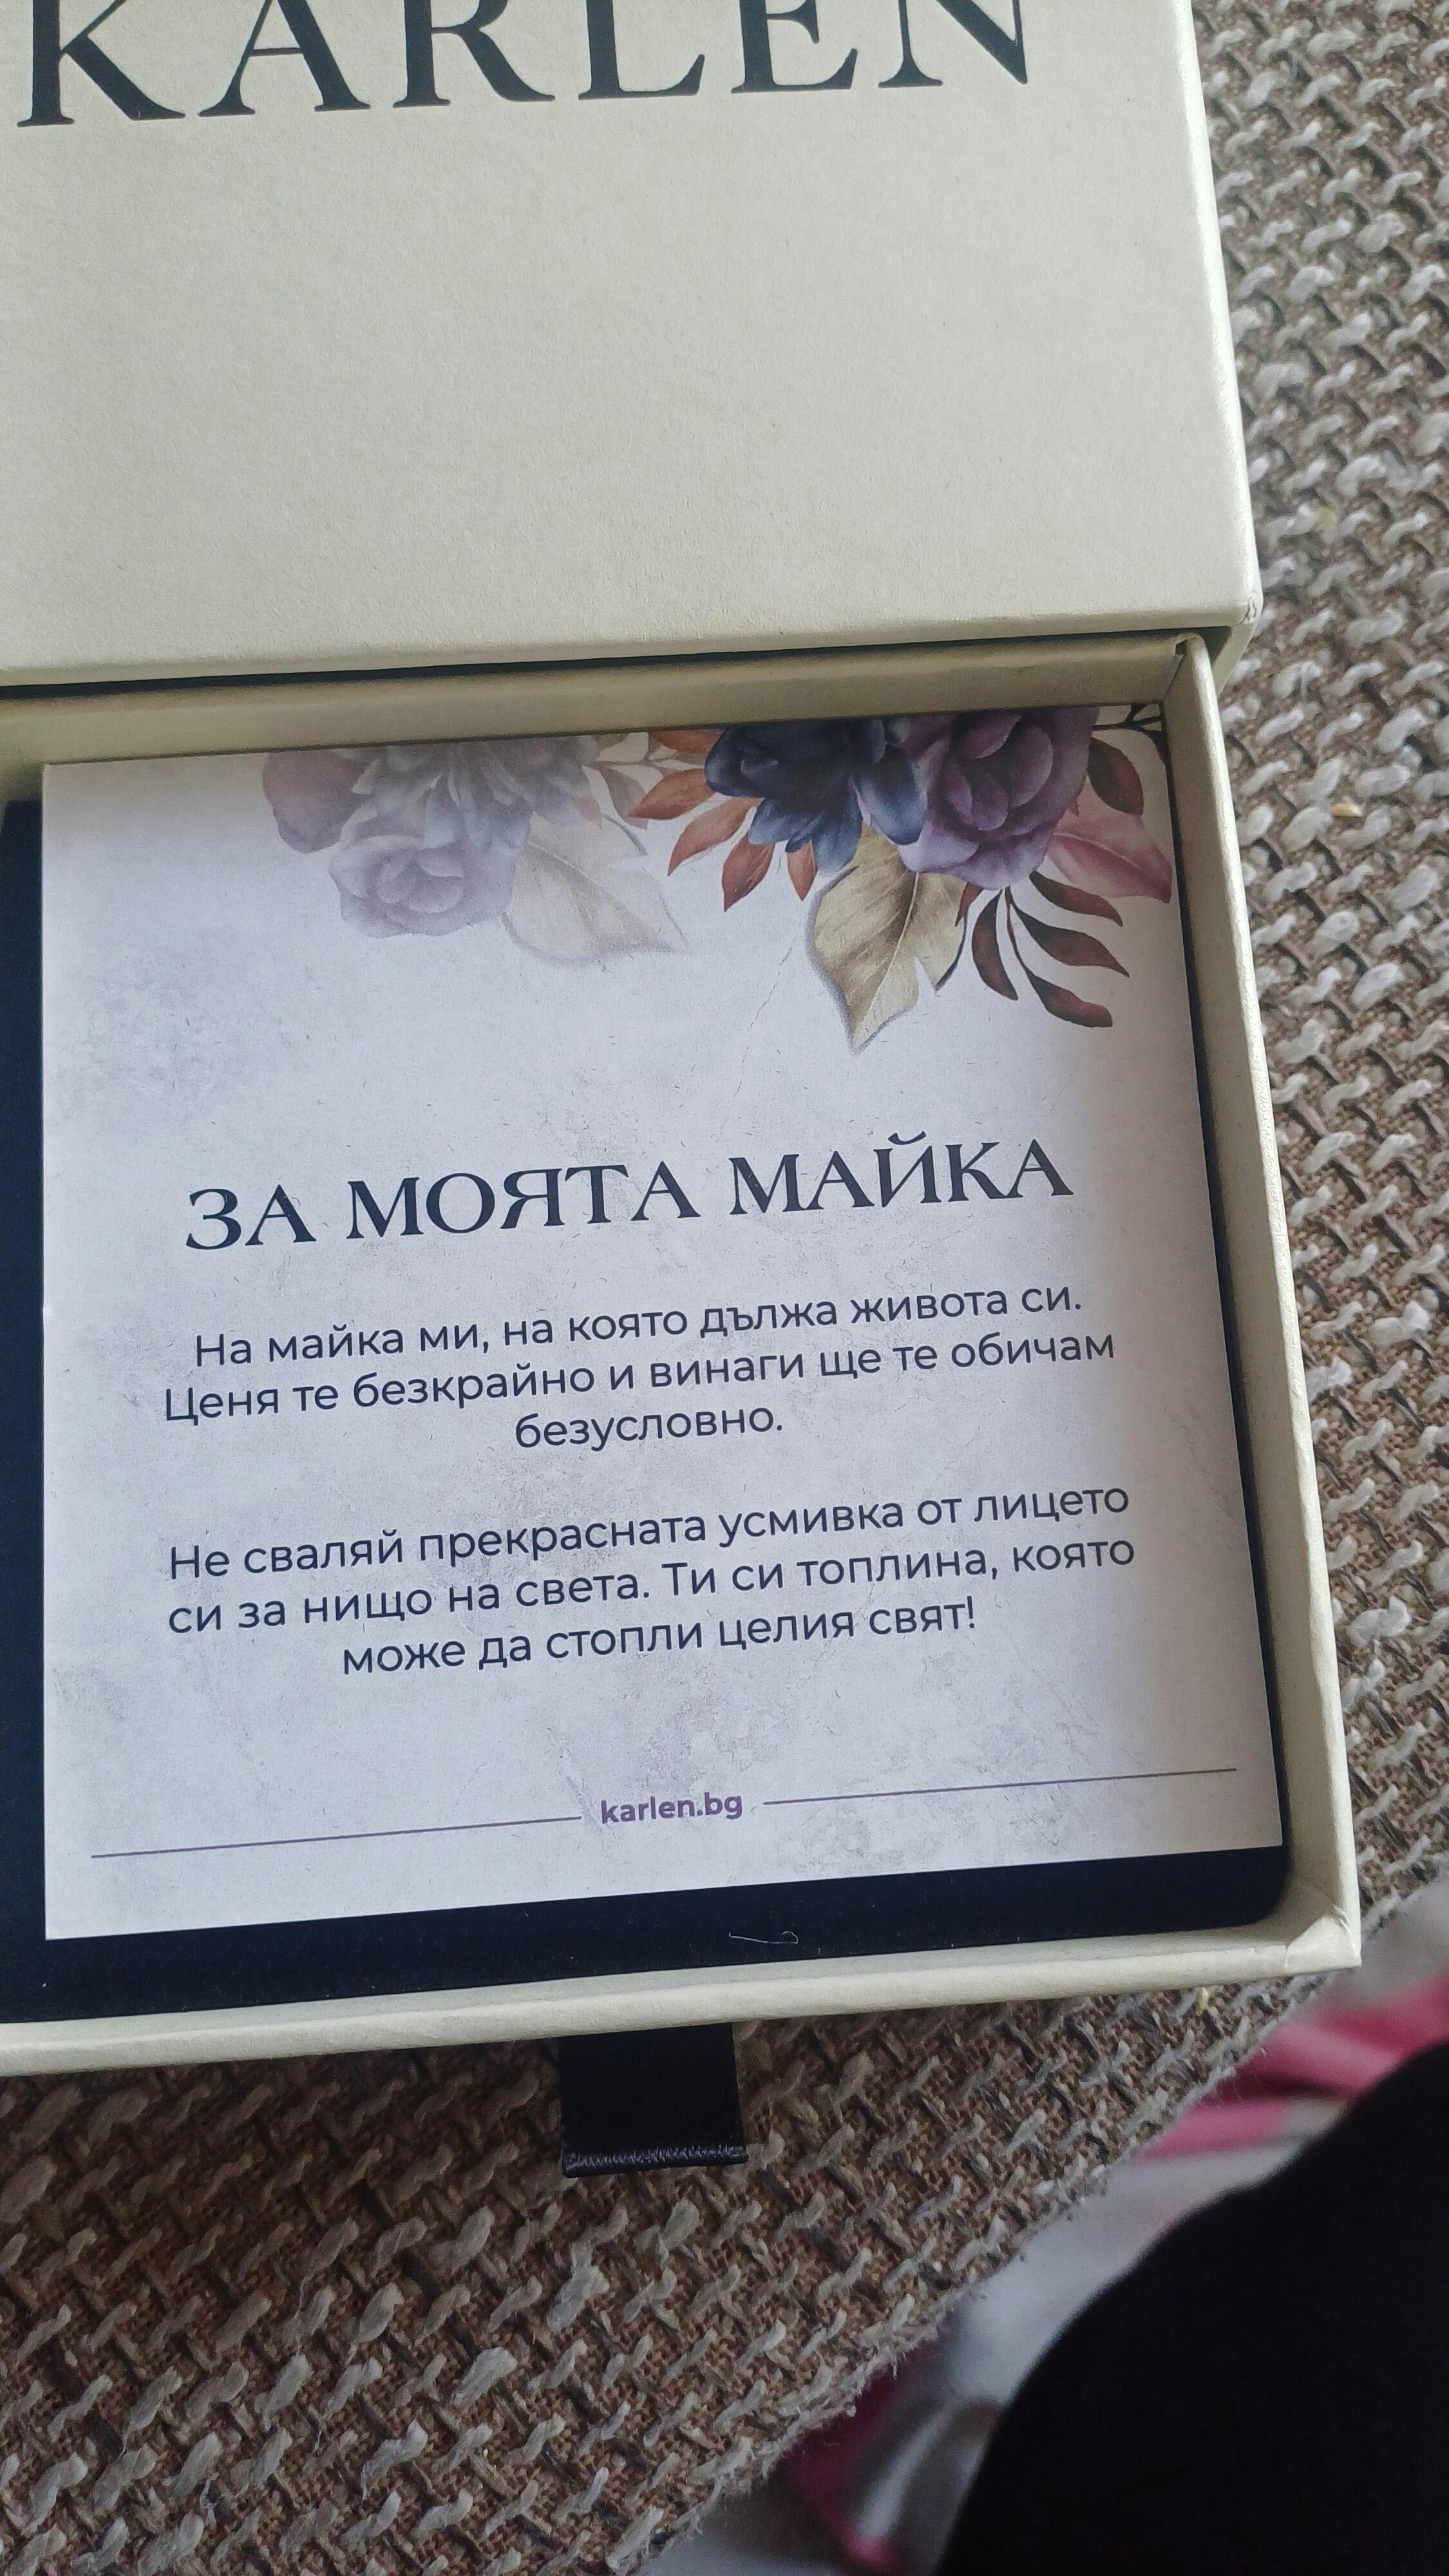 KARLEN
ЗА МОЯТА МАЙКА
На майка ми, на която дължа живота си.
Ценя те безкрайно и винаги ще те обичам
безусловно.
Не сваляй прекрасната усмивка от лицето
си за нищо на света. Ти си топлина, която
може да стопли целия свят!
karlen.bg